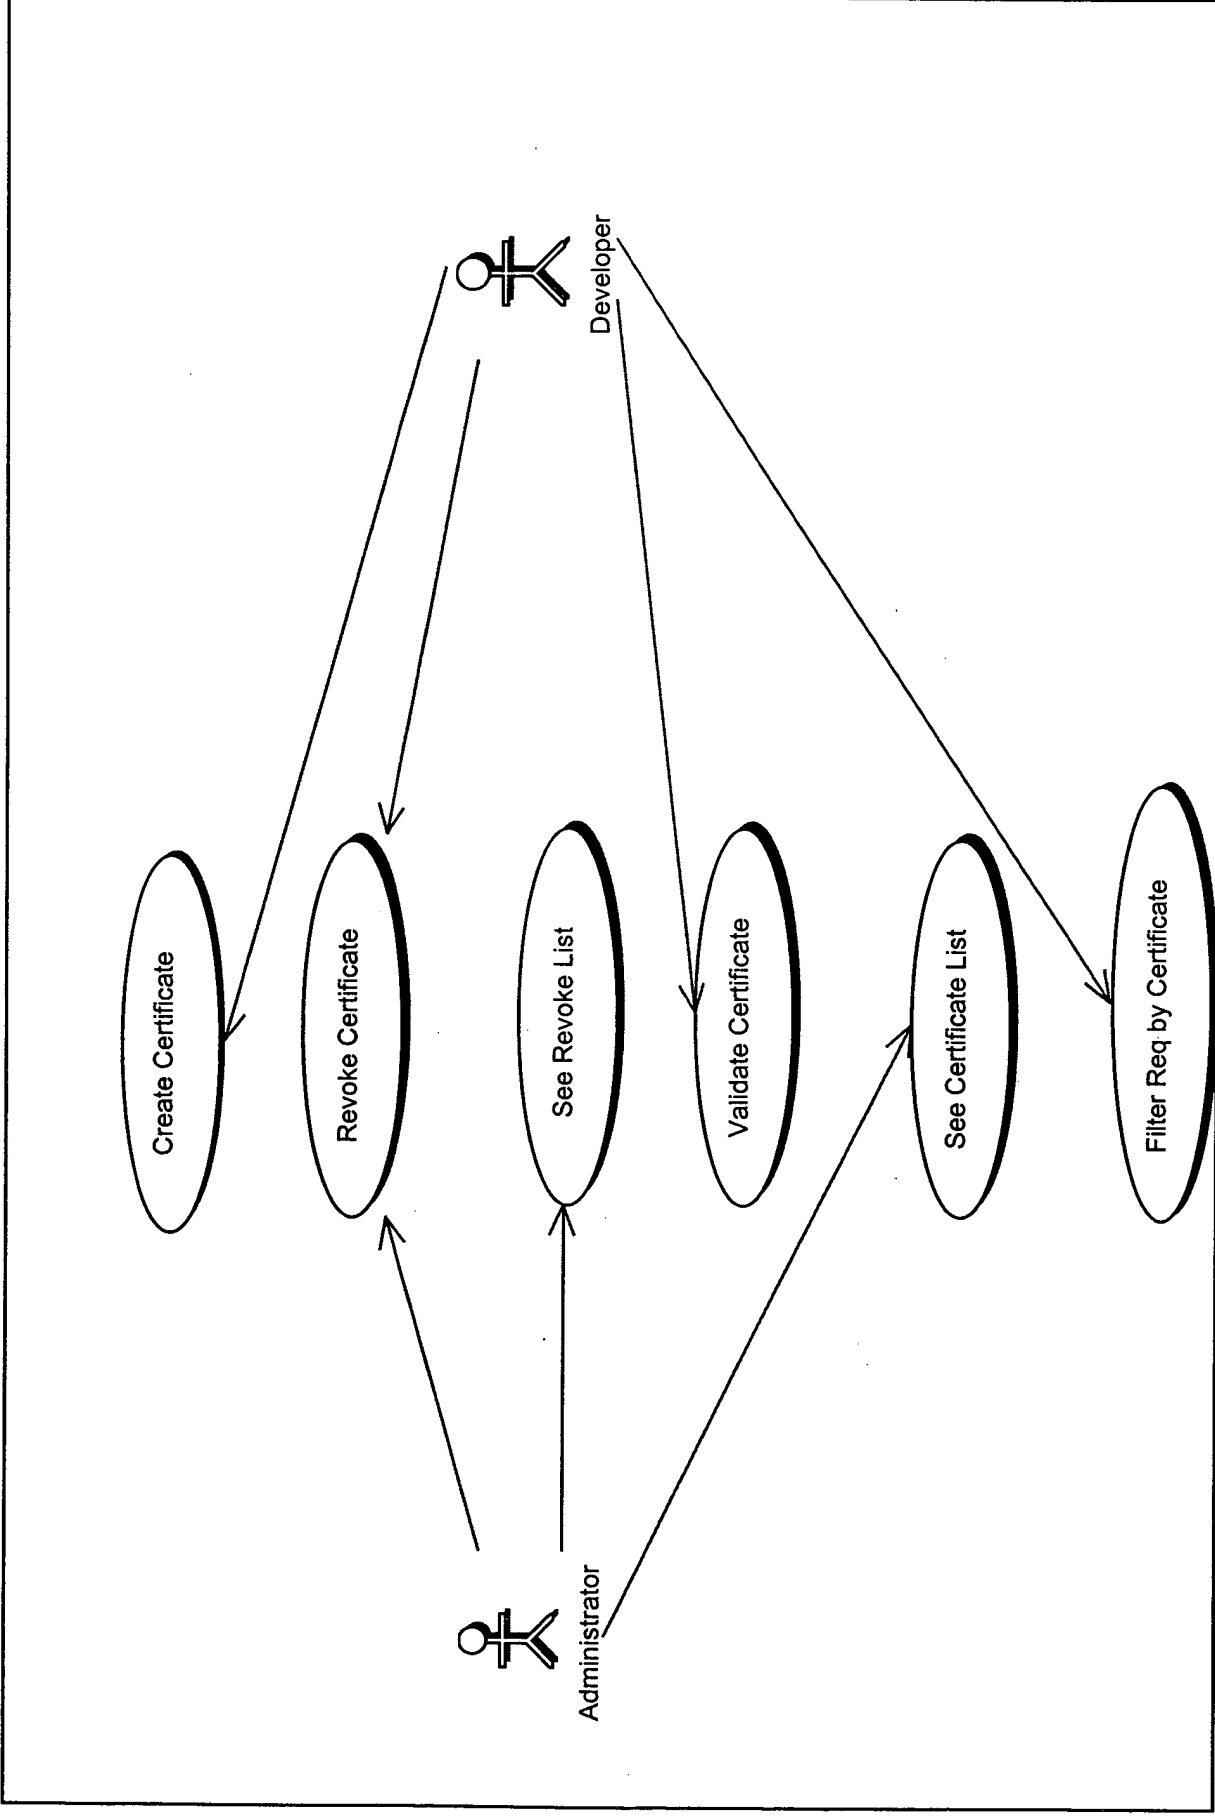 Create Certificate
Revoke Certificate
See Revoke List
Validate Certificate
See Certificate List
Filter Req by Certificate
Administrator
Developer